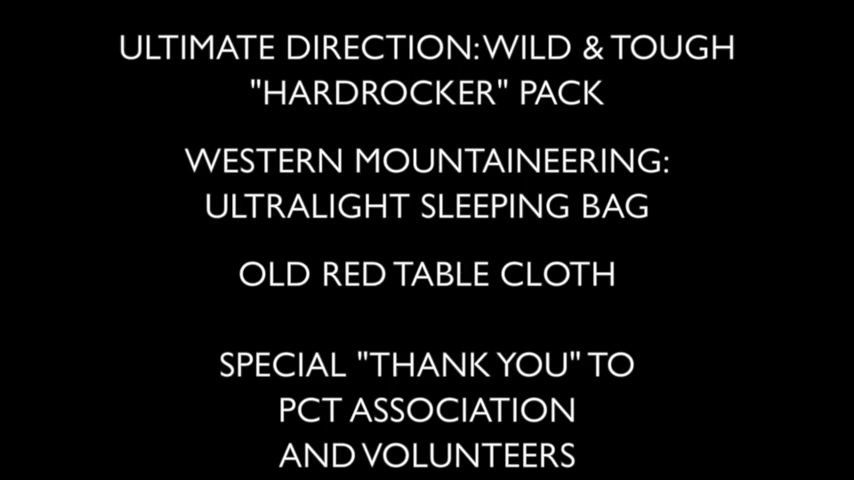 ULTIMATE DIRECTION: WILD & TOUGH
"HARDROCKER" PACK
WESTERN MOUNTAINEERING:
ULTRALIGHT SLEEPING BAG
OLD RED TABLE CLOTH
SPECIAL "THANK YOU" TO
PCT ASSOCIATION
AND VOLUNTEERS